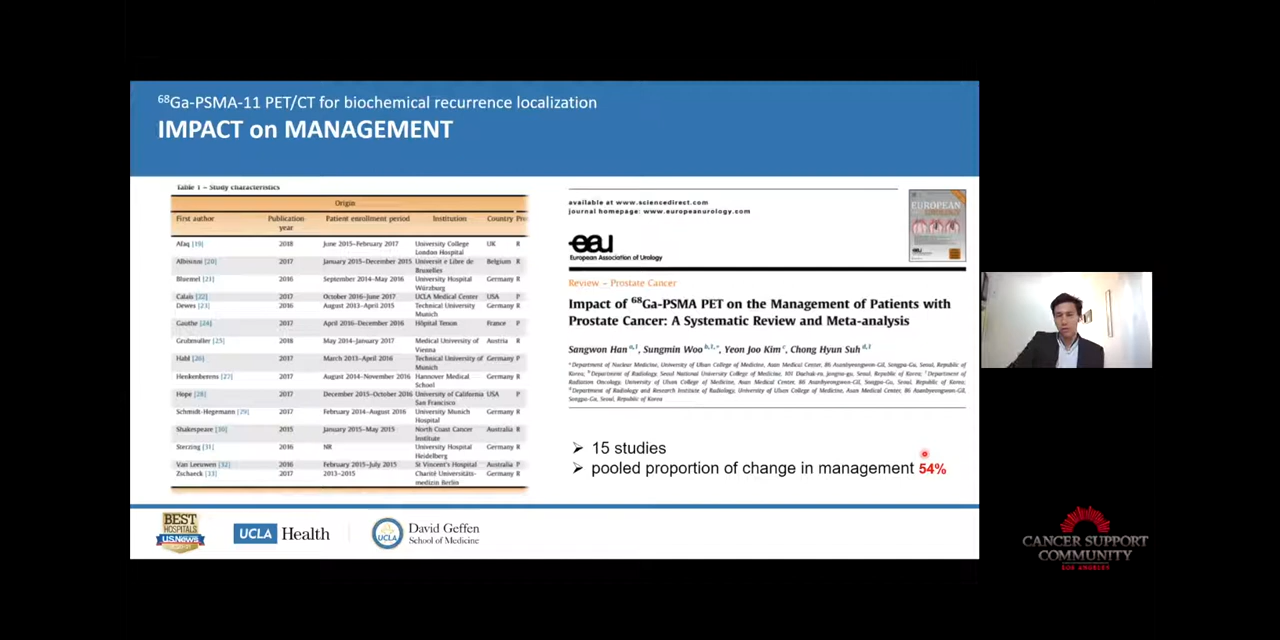 ⁶⁸Ga-PSMA-11 PET/CT for biochemical recurrence localization
IMPACT on MANAGEMENT
Table 1 – Study characteristics
Origin
First author Publication year Patient enrollment period Institution Country Pro
Afaq [19] 2018 June 2015–February 2017 University College London Hospital UK R
Albisinni [20] 2017 January 2015–December 2015 Université Libre de Bruxelles Belgium R
Bluemel [21] 2016 September 2014–May 2016 University Hospital Würzburg Germany R
Calais [22] 2017 October 2016–June 2017 UCLA Medical Center USA P
Dewes [23] 2016 August 2013–April 2015 Technical University Munich Germany R
Gauthe [24] 2017 April 2016–December 2016 Hôpital Tenon France P
Grubmuller [25] 2018 May 2014–January 2017 Medical University of Vienna Austria R
Habl [26] 2017 March 2013–April 2016 Technical University of Munich Germany P
Henkenberens [27] 2017 August 2014–November 2016 Hannover Medical School Germany R
Hope [28] 2017 December 2015–October 2016 University of California San Francisco USA P
Schmidt-Hegemann [29] 2017 February 2014–August 2016 University Munich Hospital Germany R
Shakespeare [30] 2015 January 2015–May 2015 North Coast Cancer Institute Australia R
Sterzing [31] 2016 NR University Hospital Heidelberg Germany R
Van Leeuwen [32] 2016 February 2015–July 2015 St Vincent's Hospital Australia P
Zschaeck [33] 2017 2013–2015 Charité Universitätsmedizin Berlin Germany R
available at www.sciencedirect.com
journal homepage: www.europeanurology.com
EUROPEAN
eau
European Association of Urology
Review – Prostate Cancer
Impact of ⁶⁸Ga-PSMA PET on the Management of Patients with
Prostate Cancer: A Systematic Review and Meta-analysis
Sangwon Han, Sungmin Woo, Yeon Joo Kim, Chong Hyun Suh
ᵃ Department of Nuclear Medicine, University of Ulsan College of Medicine, Asan Medical Center, 86 Asanbyeongwon-Gil, Songpa-Gu, Seoul, Republic of
Korea; ᵇ Department of Radiology, Seoul National University College of Medicine, 101 Daehak-ro, Jongno-gu, Seoul, Republic of Korea; ᶜ Department of
Radiation Oncology, University of Ulsan College of Medicine, Asan Medical Center, 86 Asanbyeongwon-Gil, Songpa-Gu, Seoul, Republic of Korea;
ᵈ Department of Radiology and Research Institute of Radiology, University of Ulsan College of Medicine, Asan Medical Center, 86 Asanbyeongwon-Gil,
Songpa-Gu, Seoul, Republic of Korea
➢ 15 studies
➢ pooled proportion of change in management 54%
BEST
HOSPITALS
U.S.News
UCLA Health
UCLA
David Geffen
School of Medicine
CANCER SUPPORT
COMMUNITY
LOS ANGELES